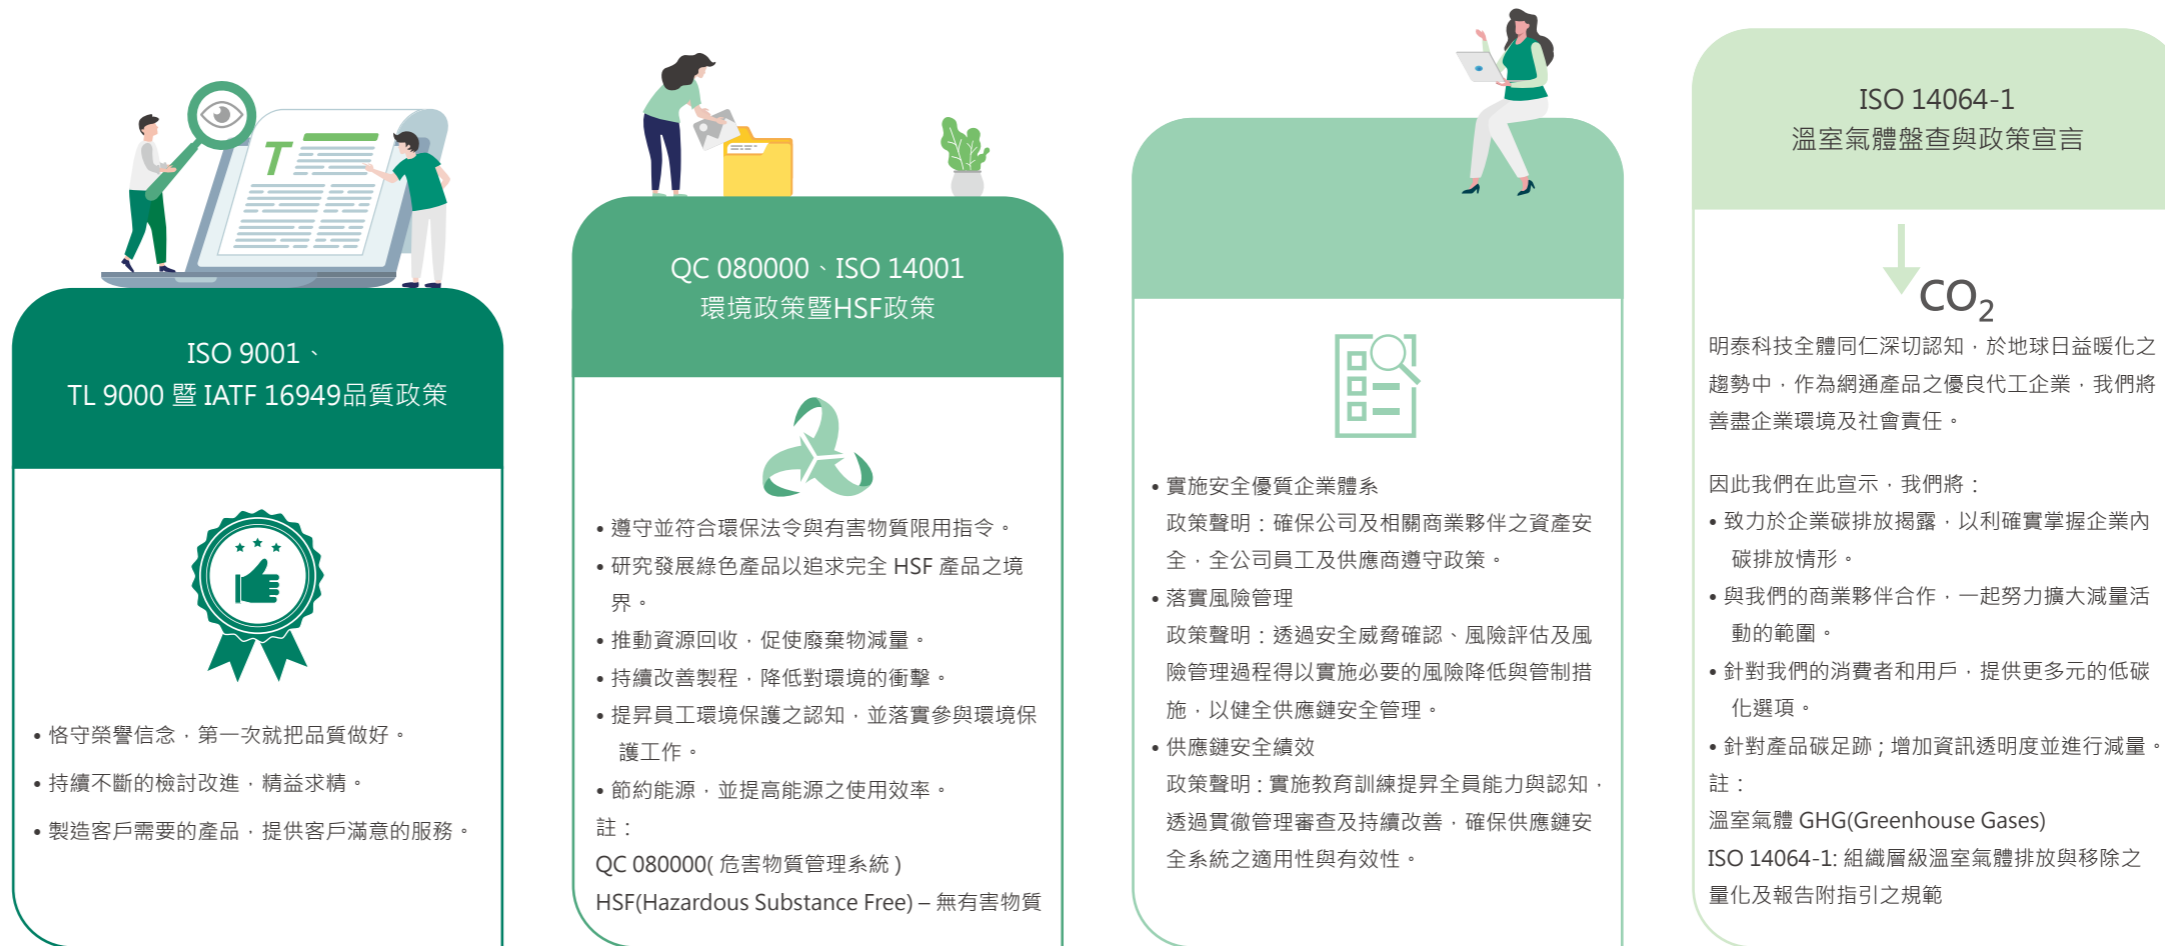 ISO 9001、
TL 9000 暨 IATF 16949品質政策
• 恪守榮譽信念，第一次就把品質做好。
• 持續不斷的檢討改進，精益求精。
• 製造客戶需要的產品，提供客戶滿意的服務。
QC 080000、ISO 14001
環境政策暨HSF政策
• 遵守並符合環保法令與有害物質限用指令。
• 研究發展綠色產品以追求完全 HSF 產品之境
界。
• 推動資源回收，促使廢棄物減量。
• 持續改善製程，降低對環境的衝擊。
• 提昇員工環境保護之認知，並落實參與環境保
護工作。
• 節約能源，並提高能源之使用效率。
註：
QC 080000( 危害物質管理系統 )
HSF(Hazardous Substance Free) – 無有害物質
• 實施安全優質企業體系
政策聲明：確保公司及相關商業夥伴之資產安
全，全公司員工及供應商遵守政策。
• 落實風險管理
政策聲明：透過安全威脅確認、風險評估及風
險管理過程得以實施必要的風險降低與管制措
施，以健全供應鏈安全管理。
• 供應鏈安全績效
政策聲明：實施教育訓練提昇全員能力與認知，
透過貫徹管理審查及持續改善，確保供應鏈安
全系統之適用性與有效性。
ISO 14064-1
溫室氣體盤查與政策宣言
CO₂
明泰科技全體同仁深切認知，於地球日益暖化之
趨勢中，作為網通產品之優良代工企業，我們將
善盡企業環境及社會責任。
因此我們在此宣示，我們將：
• 致力於企業碳排放揭露，以利確實掌握企業內
碳排放情形。
• 與我們的商業夥伴合作，一起努力擴大減量活
動的範圍。
• 針對我們的消費者和用戶，提供更多元的低碳
化選項。
• 針對產品碳足跡；增加資訊透明度並進行減量。
註：
溫室氣體 GHG(Greenhouse Gases)
ISO 14064-1: 組織層級溫室氣體排放與移除之
量化及報告附指引之規範
T